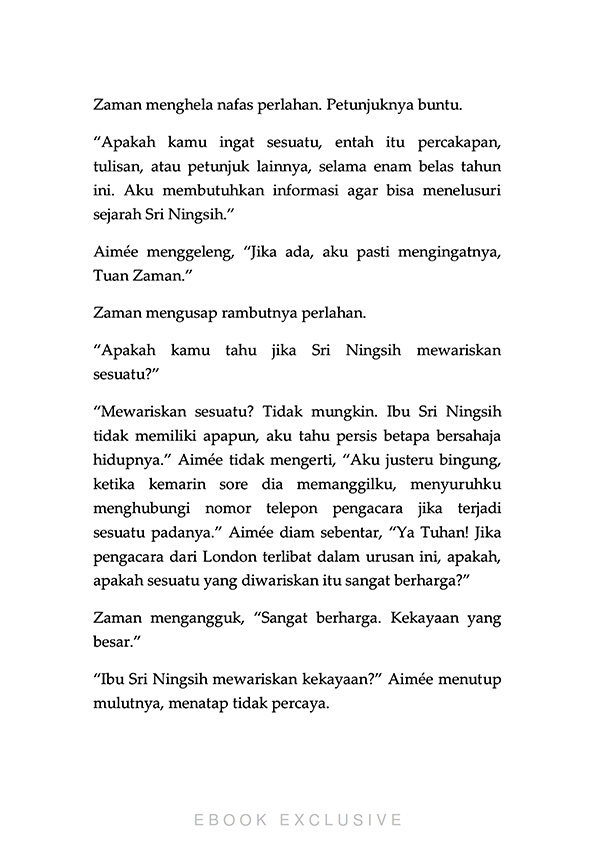 Zaman menghela nafas perlahan. Petunjuknya buntu.
“Apakah kamu ingat sesuatu, entah itu percakapan,
tulisan, atau petunjuk lainnya, selama enam belas tahun
ini. Aku membutuhkan informasi agar bisa menelusuri
sejarah Sri Ningsih.”
Aimée menggeleng, “Jika ada, aku pasti mengingatnya,
Tuan Zaman.”
Zaman mengusap rambutnya perlahan.
“Apakah kamu tahu jika Sri Ningsih mewariskan
sesuatu?”
“Mewariskan sesuatu? Tidak mungkin. Ibu Sri Ningsih
tidak memiliki apapun, aku tahu persis betapa bersahaja
hidupnya.” Aimée tidak mengerti, “Aku justeru bingung,
ketika kemarin sore dia memanggilku, menyuruhku
menghubungi nomor telepon pengacara jika terjadi
sesuatu padanya.” Aimée diam sebentar, “Ya Tuhan! Jika
pengacara dari London terlibat dalam urusan ini, apakah,
apakah sesuatu yang diwariskan itu sangat berharga?”
Zaman mengangguk, “Sangat berharga. Kekayaan yang
besar.”
“Ibu Sri Ningsih mewariskan kekayaan?” Aimée menutup
mulutnya, menatap tidak percaya.
EBOOK EXCLUSIVE